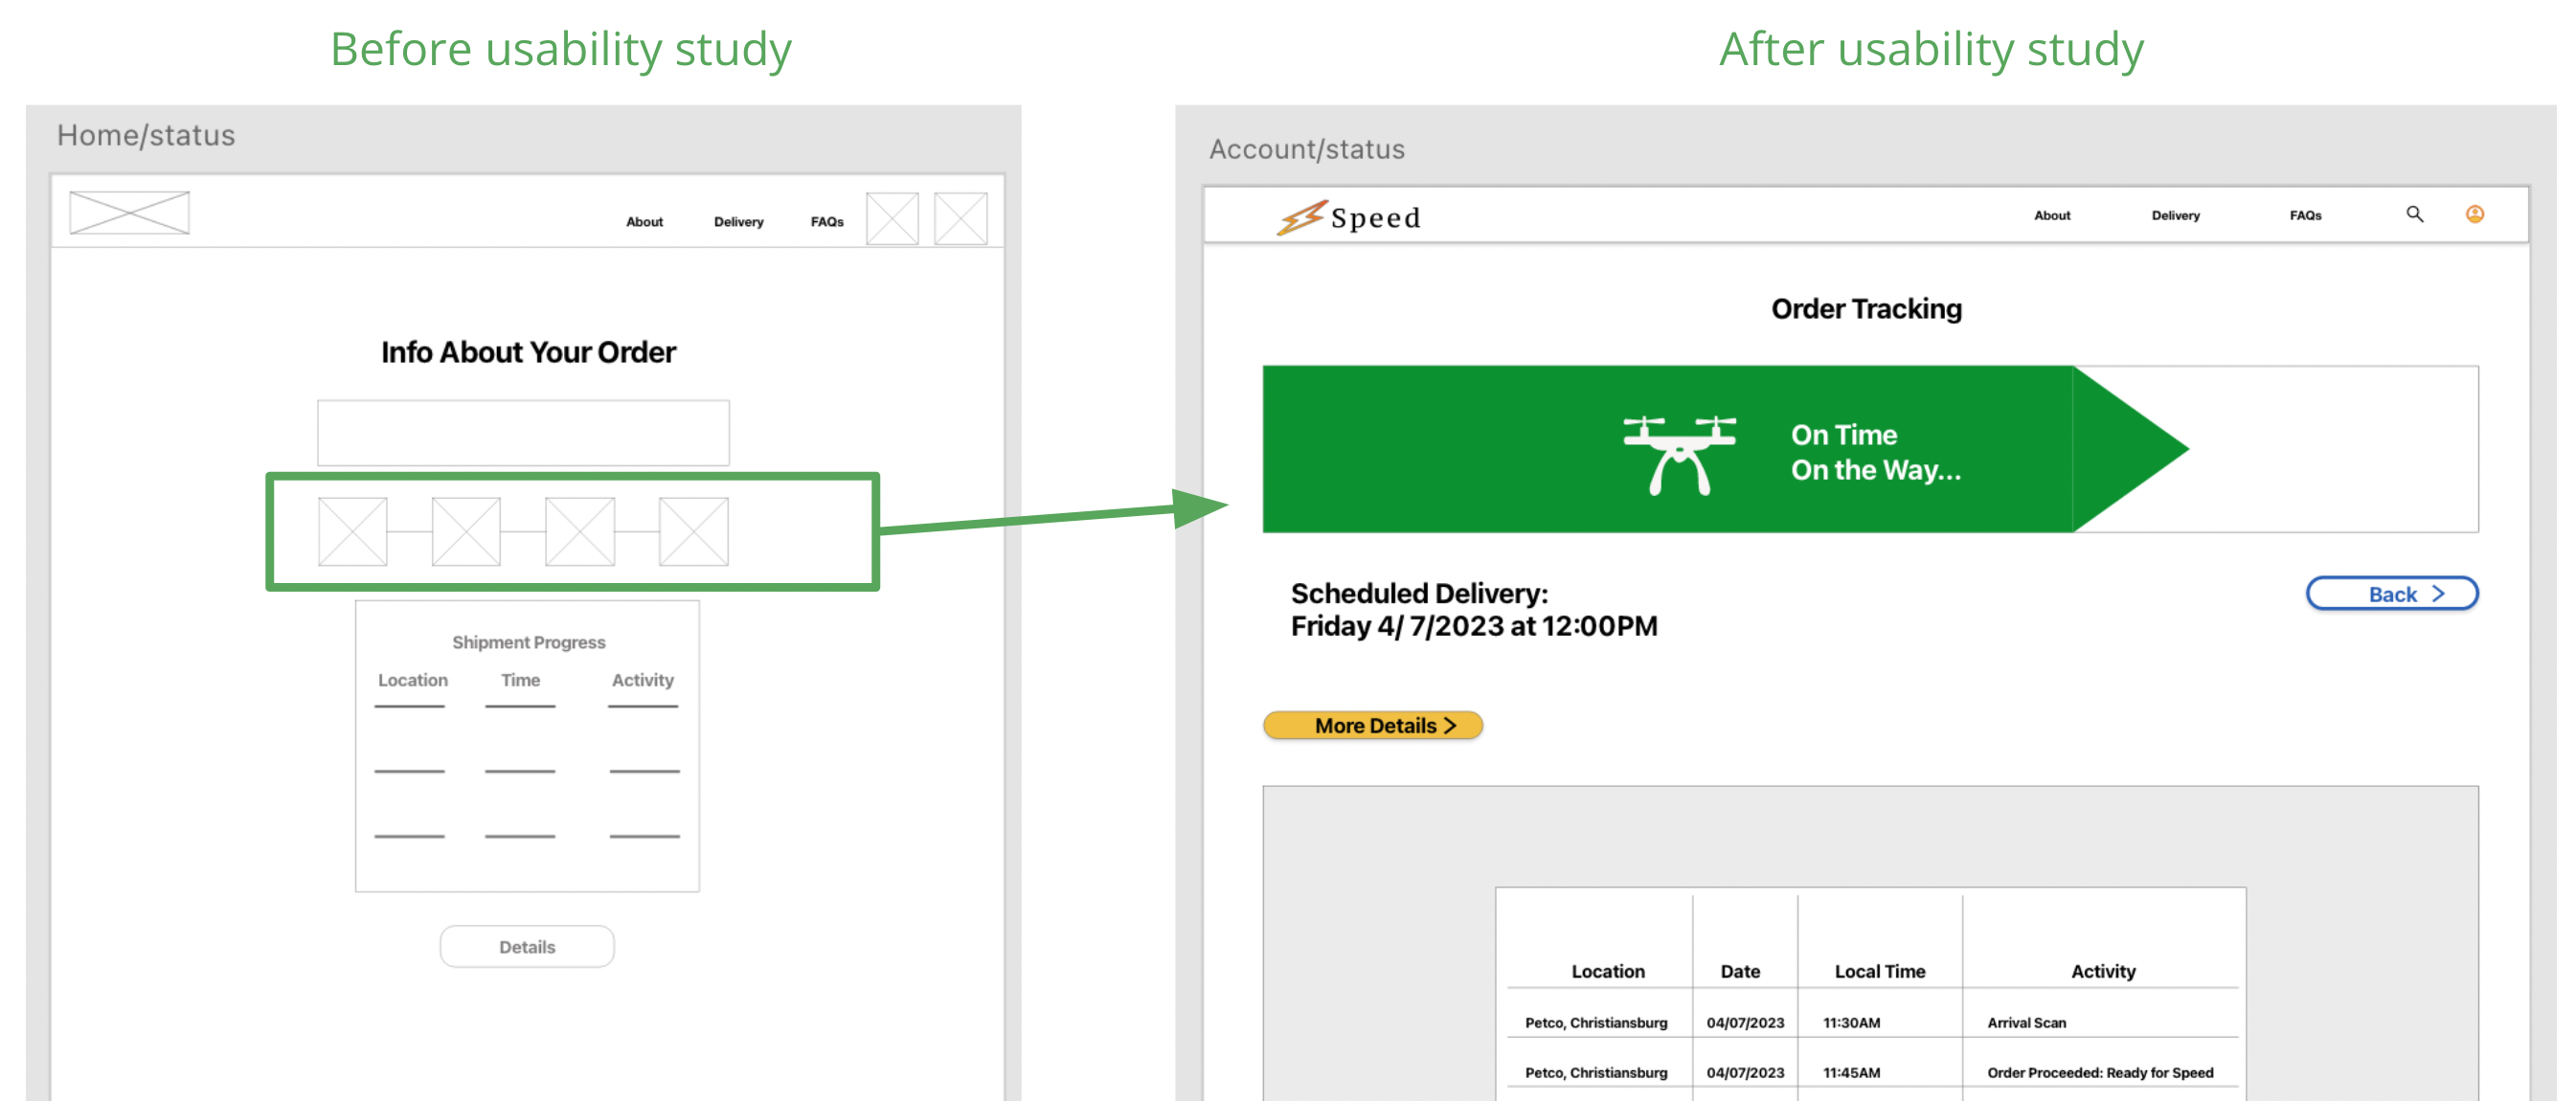 Before usability study
After usability study
Home/status
About Delivery FAQs
Info About Your Order
Shipment Progress
Location Time Activity
Details
Account/status
Speed
About Delivery FAQs
Order Tracking
On Time
On the Way...
Scheduled Delivery:
Friday 4/ 7/2023 at 12:00PM
Back >
More Details >
Location Date Local Time Activity
Petco, Christiansburg 04/07/2023 11:30AM Arrival Scan
Petco, Christiansburg 04/07/2023 11:45AM Order Proceeded: Ready for Speed